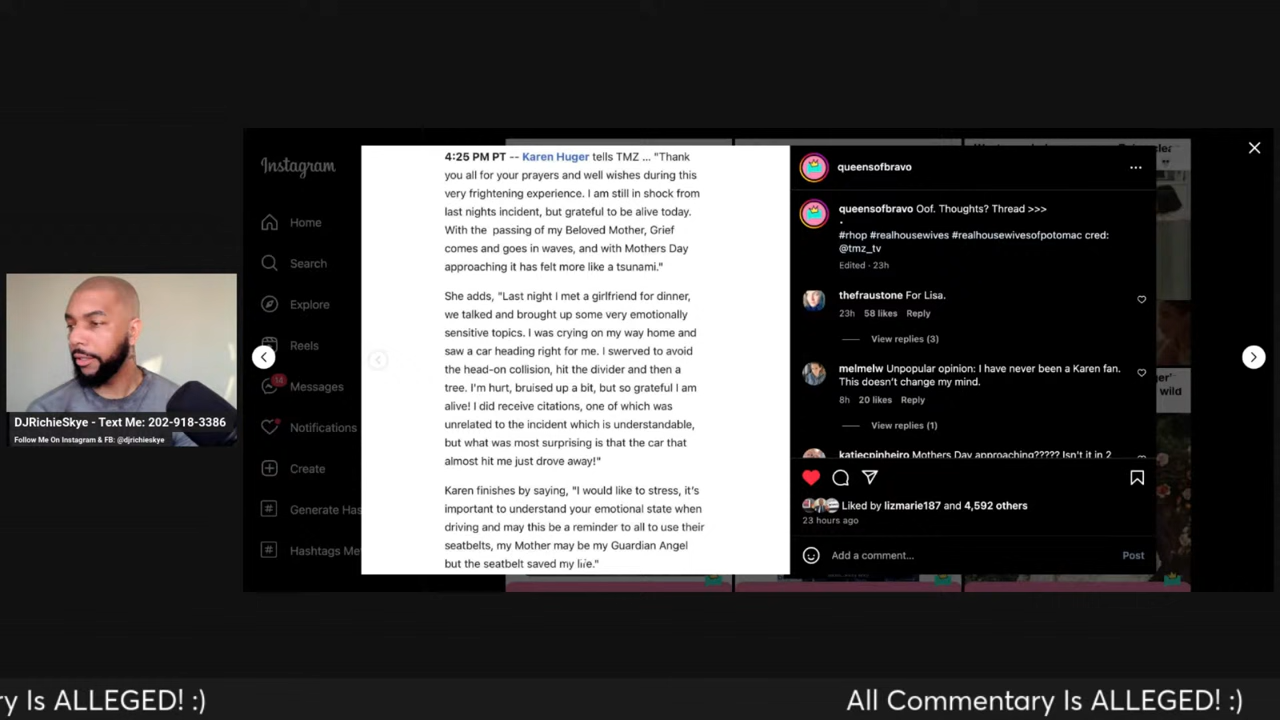 Instagram
Home
Search
Explore
Reels
14
Messages
Notifications
Create
Generate Has
Hashtags Me
4:25 PM PT -- Karen Huger tells TMZ ... "Thank
you all for your prayers and well wishes during this
very frightening experience. I am still in shock from
last nights incident, but grateful to be alive today.
With the passing of my Beloved Mother, Grief
comes and goes in waves, and with Mothers Day
approaching it has felt more like a tsunami."
She adds, "Last night I met a girlfriend for dinner,
we talked and brought up some very emotionally
sensitive topics. I was crying on my way home and
saw a car heading right for me. I swerved to avoid
the head-on collision, hit the divider and then a
tree. I'm hurt, bruised up a bit, but so grateful I am
alive! I did receive citations, one of which was
unrelated to the incident which is understandable,
but what was most surprising is that the car that
almost hit me just drove away!"
Karen finishes by saying, "I would like to stress, it's
important to understand your emotional state when
driving and may this be a reminder to all to use their
seatbelts, my Mother may be my Guardian Angel
but the seatbelt saved my life."
queensofbravo
queensofbravo Oof. Thoughts? Thread >>>
.
#rhop #realhousewives #realhousewivesofpotomac cred:
@tmz_tv
Edited · 23h
thefraustone For Lisa.
23h 58 likes Reply
View replies (3)
melmelw Unpopular opinion: I have never been a Karen fan.
This doesn't change my mind.
8h 20 likes Reply
View replies (1)
katiecpinheiro Mothers Day approaching????? Isn't it in 2
Liked by lizmarie187 and 4,592 others
23 hours ago
Add a comment...
Post
wild
DJRichieSkye - Text Me: 202-918-3386
Follow Me On Instagram & FB: @djrichieskye
ry Is ALLEGED! :)
All Commentary Is ALLEGED! :)